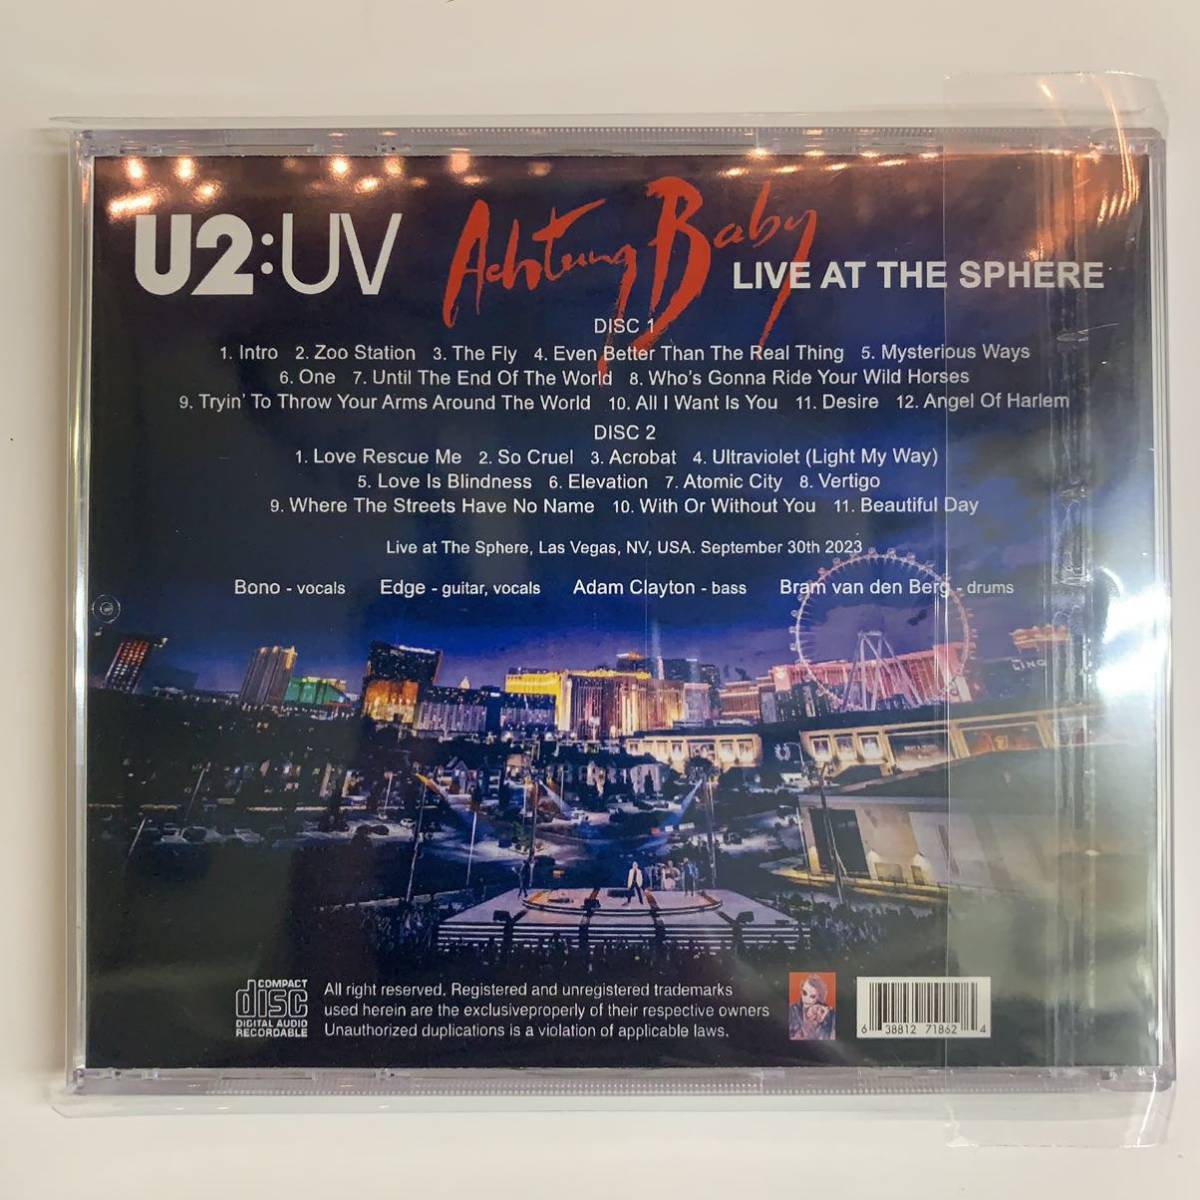 U2:UV Achtung Baby
LIVE AT THE SPHERE
DISC 1
1. Intro 2. Zoo Station 3. The Fly 4. Even Better Than The Real Thing 5. Mysterious Ways
6. One 7. Until The End Of The World 8. Who's Gonna Ride Your Wild Horses
9. Tryin' To Throw Your Arms Around The World 10. All I Want Is You 11. Desire 12. Angel Of Harlem
DISC 2
1. Love Rescue Me 2. So Cruel 3. Acrobat 4. Ultraviolet (Light My Way)
5. Love Is Blindness 6. Elevation 7. Atomic City 8. Vertigo
9. Where The Streets Have No Name 10. With Or Without You 11. Beautiful Day
Live at The Sphere, Las Vegas, NV, USA. September 30th 2023
Bono - vocals Edge - guitar, vocals Adam Clayton - bass Bram van den Berg - drums
LINQ
COMPACT
disc
DIGITAL AUDIO
RECORDABLE
All right reserved. Registered and unregistered trademarks
used herein are the exclusiveproperly of their respective owners
Unauthorized duplications is a violation of applicable laws.
6 38812 71862 4